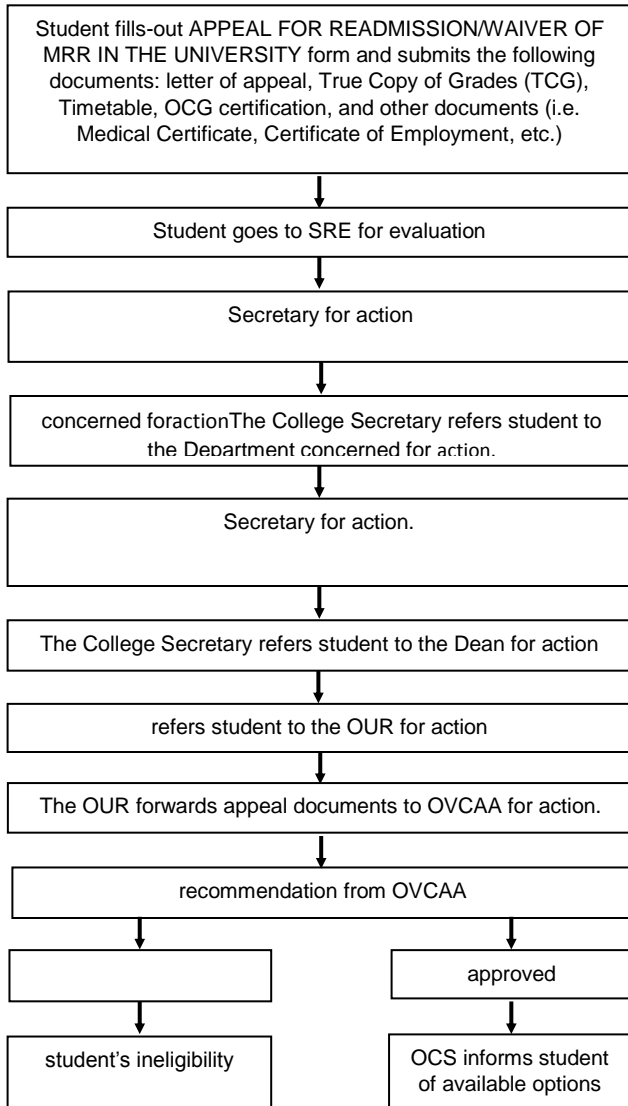 Student fills-out APPEAL FOR READMISSION/WAIVER OF
MRR IN THE UNIVERSITY form and submits the following
documents: letter of appeal, True Copy of Grades (TCG),
Timetable, OCG certification, and other documents (i.e.
Medical Certificate, Certificate of Employment, etc.)
Student goes to SRE for evaluation
Secretary for action
concerned foractionThe College Secretary refers student to
the Department concerned for action.
Secretary for action.
The College Secretary refers student to the Dean for action
refers student to the OUR for action
The OUR forwards appeal documents to OVCAA for action.
recommendation from OVCAA
approved
student's ineligibility
OCS informs student
of available options